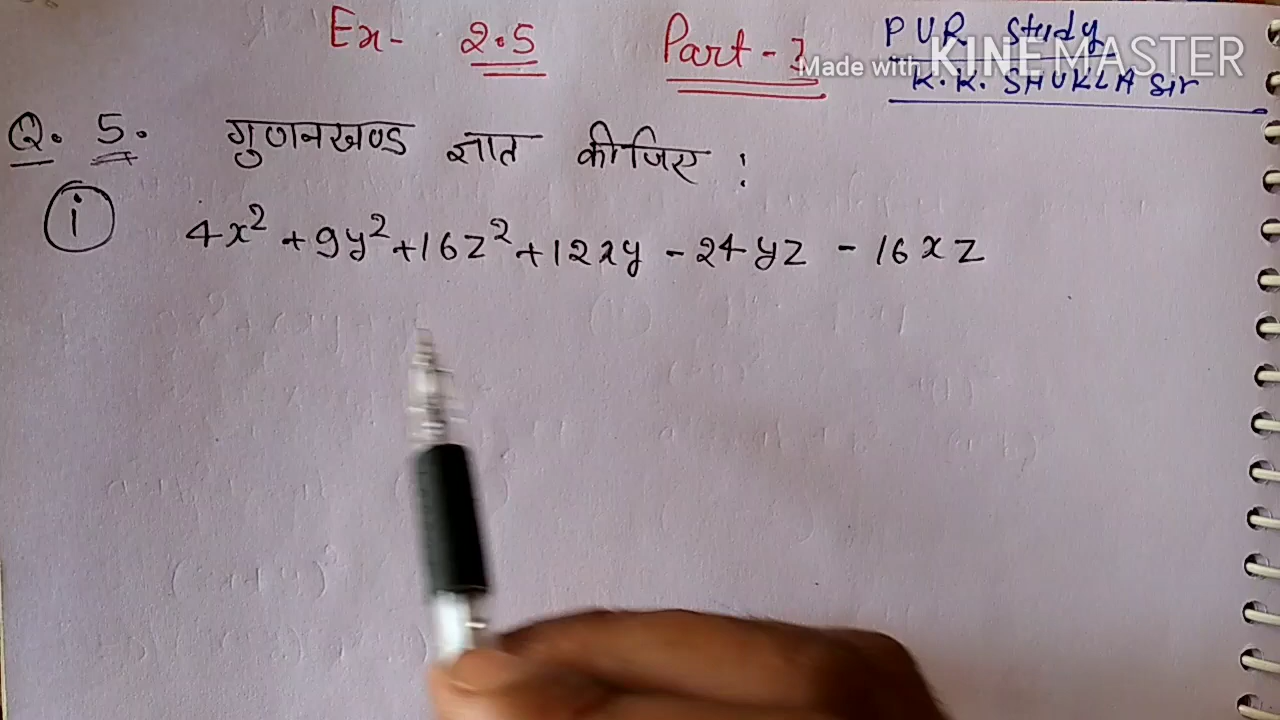 Ex- 2.5 Part-3 PUR Study
Made with KINEMASTER
K.K. SHUKLA Sir
Q. 5. गुणनखण्ड ज्ञात कीजिए :
i 4x² + 9y² + 16z² + 12xy - 24yz - 16xz